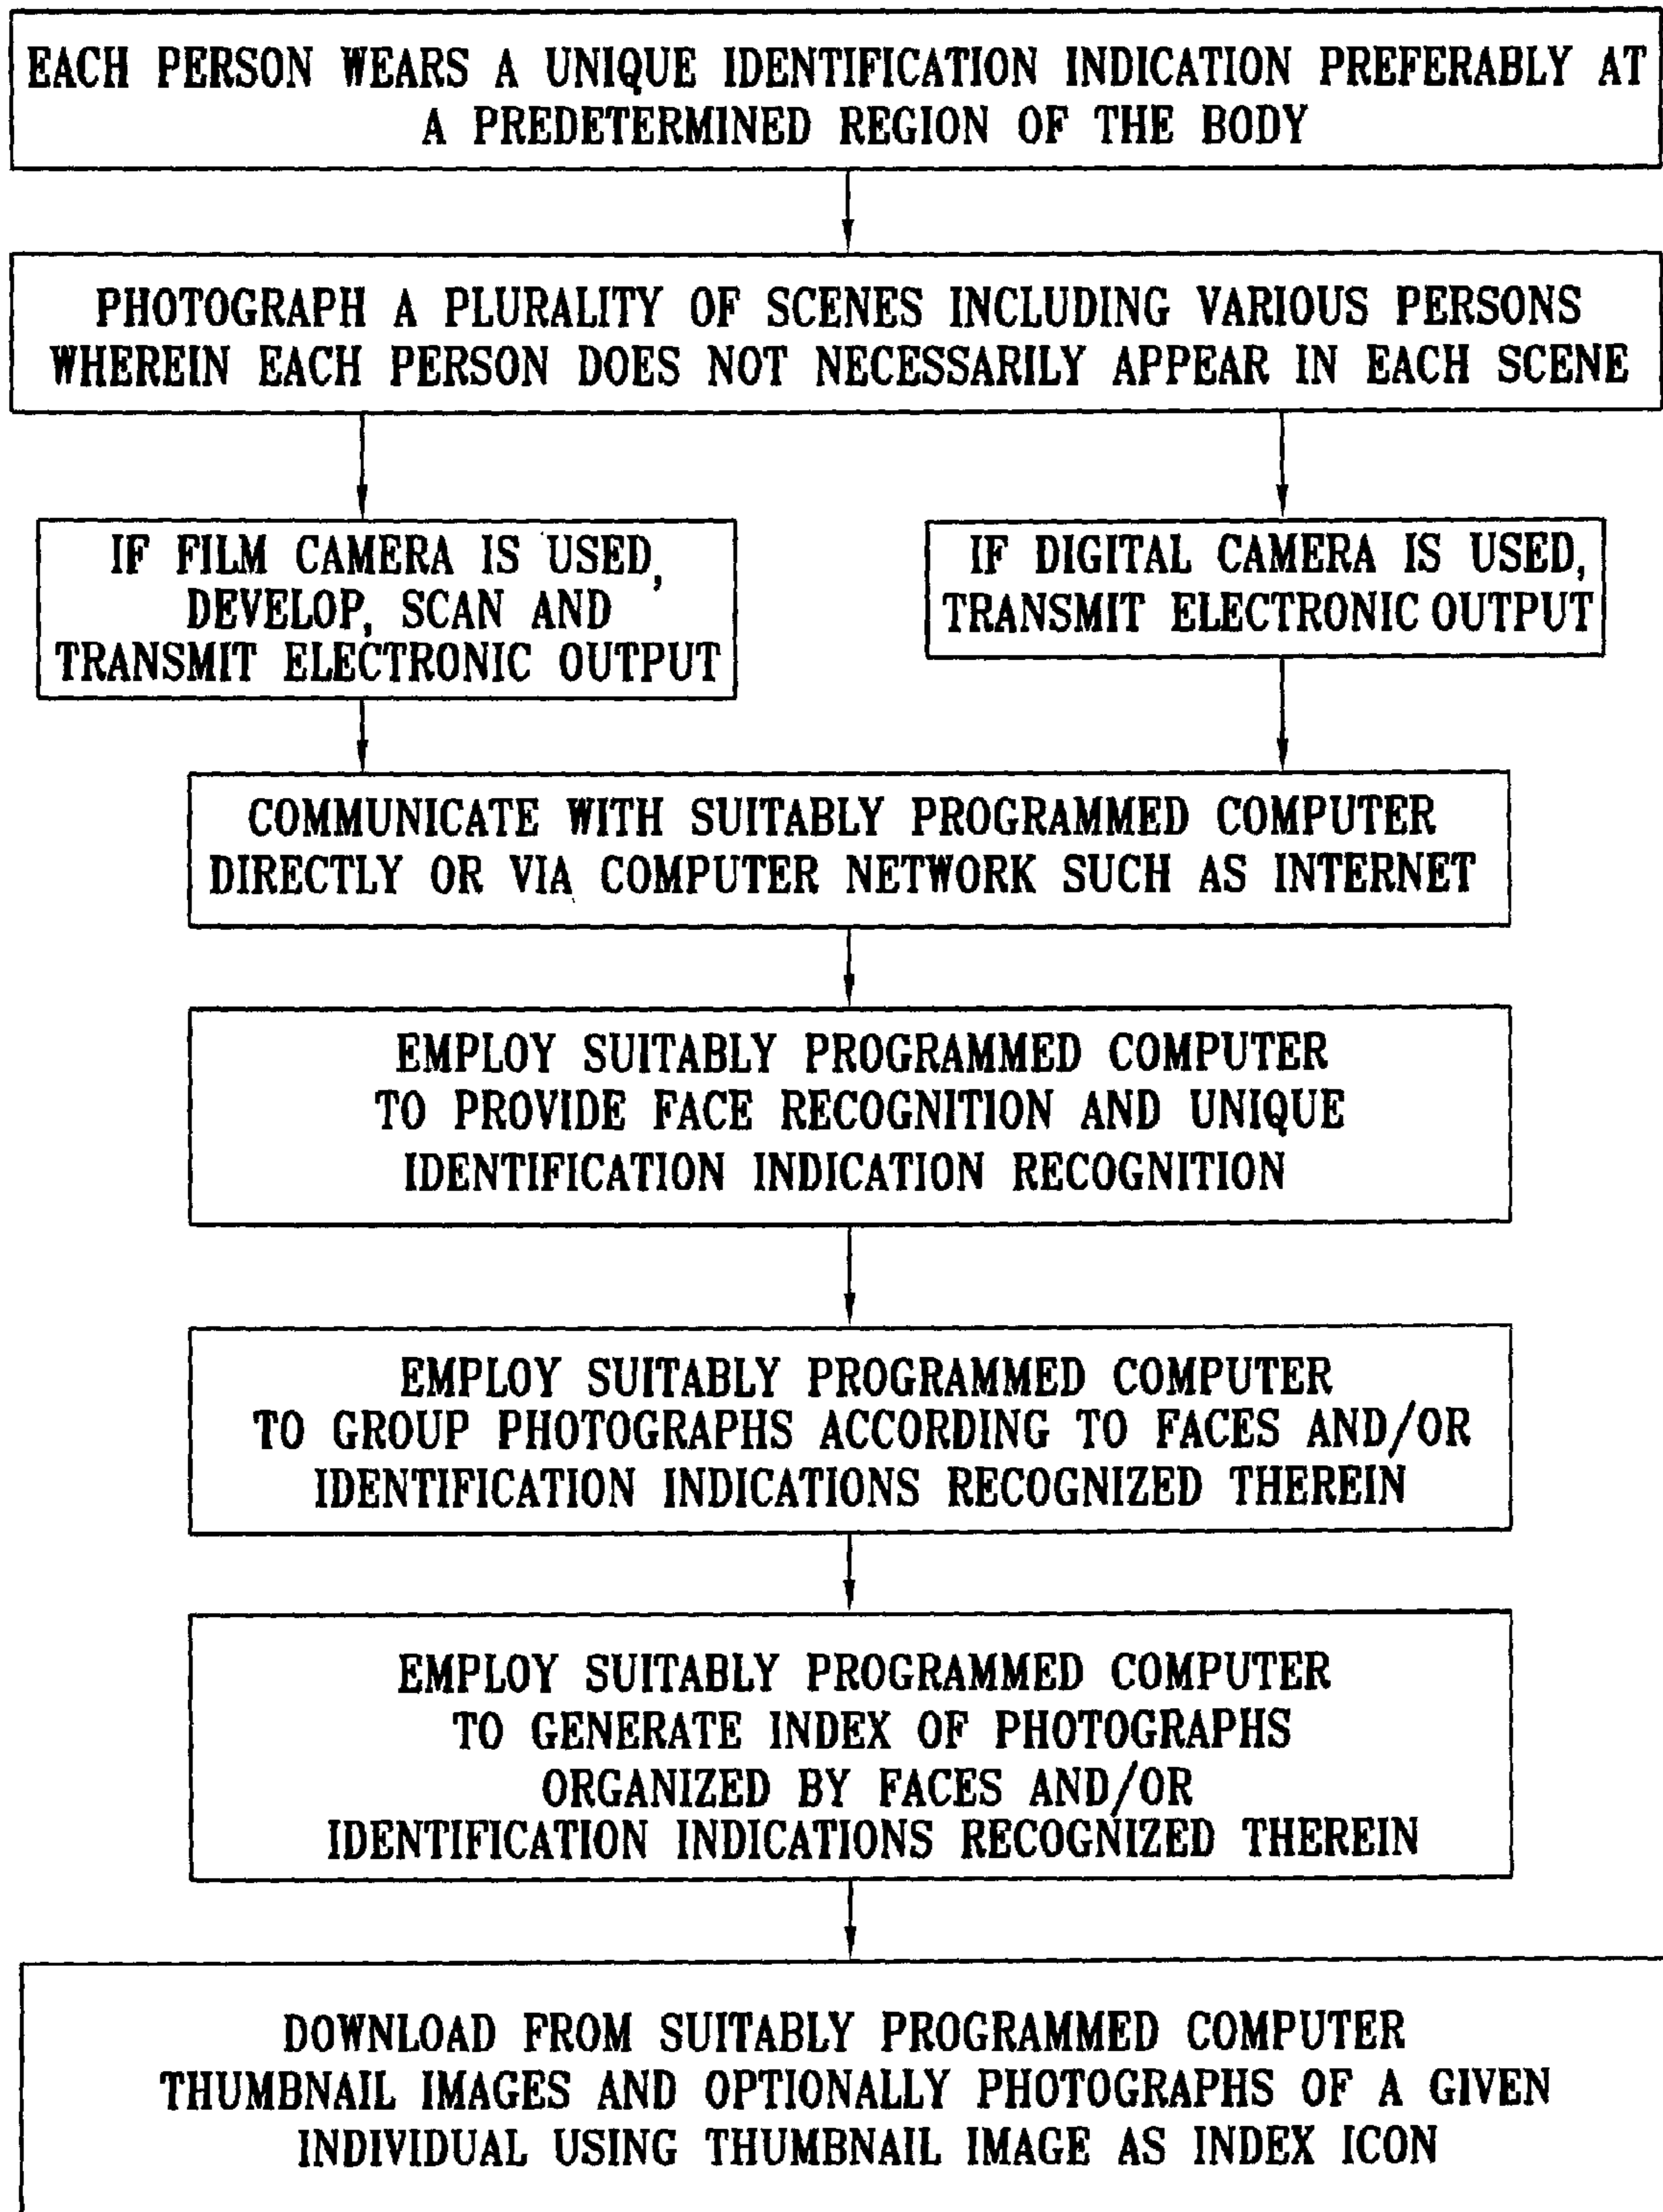 EACH PERSON WEARS A UNIQUE IDENTIFICATION INDICATION PREFERABLY AT
A PREDETERMINED REGION OF THE BODY
PHOTOGRAPH A PLURALITY OF SCENES INCLUDING VARIOUS PERSONS
WHEREIN EACH PERSON DOES NOT NECESSARILY APPEAR IN EACH SCENE
IF FILM CAMERA IS USED,
DEVELOP, SCAN AND
TRANSMIT ELECTRONIC OUTPUT
IF DIGITAL CAMERA IS USED,
TRANSMIT ELECTRONIC OUTPUT
COMMUNICATE WITH SUITABLY PROGRAMMED COMPUTER
DIRECTLY OR VIA COMPUTER NETWORK SUCH AS INTERNET
EMPLOY SUITABLY PROGRAMMED COMPUTER
TO PROVIDE FACE RECOGNITION AND UNIQUE
IDENTIFICATION INDICATION RECOGNITION
EMPLOY SUITABLY PROGRAMMED COMPUTER
TO GROUP PHOTOGRAPHS ACCORDING TO FACES AND/OR
IDENTIFICATION INDICATIONS RECOGNIZED THEREIN
EMPLOY SUITABLY PROGRAMMED COMPUTER
TO GENERATE INDEX OF PHOTOGRAPHS
ORGANIZED BY FACES AND/OR
IDENTIFICATION INDICATIONS RECOGNIZED THEREIN
DOWNLOAD FROM SUITABLY PROGRAMMED COMPUTER
THUMBNAIL IMAGES AND OPTIONALLY PHOTOGRAPHS OF A GIVEN
INDIVIDUAL USING THUMBNAIL IMAGE AS INDEX ICON